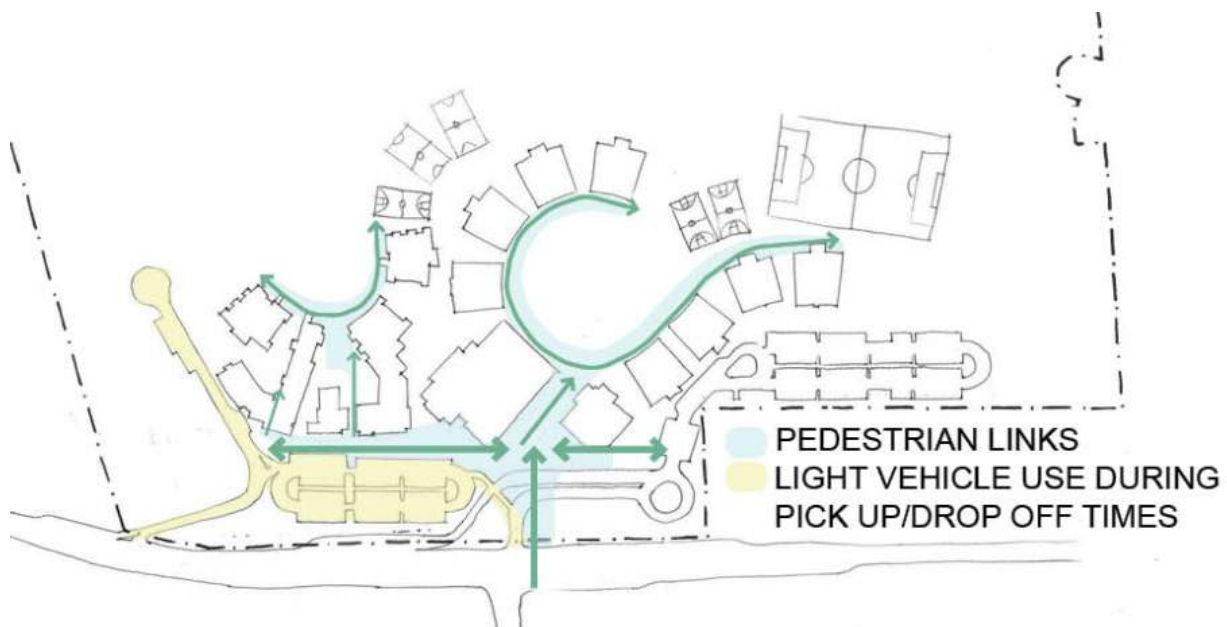 PEDESTRIAN LINKS
LIGHT VEHICLE USE DURING
PICK UP/DROP OFF TIMES